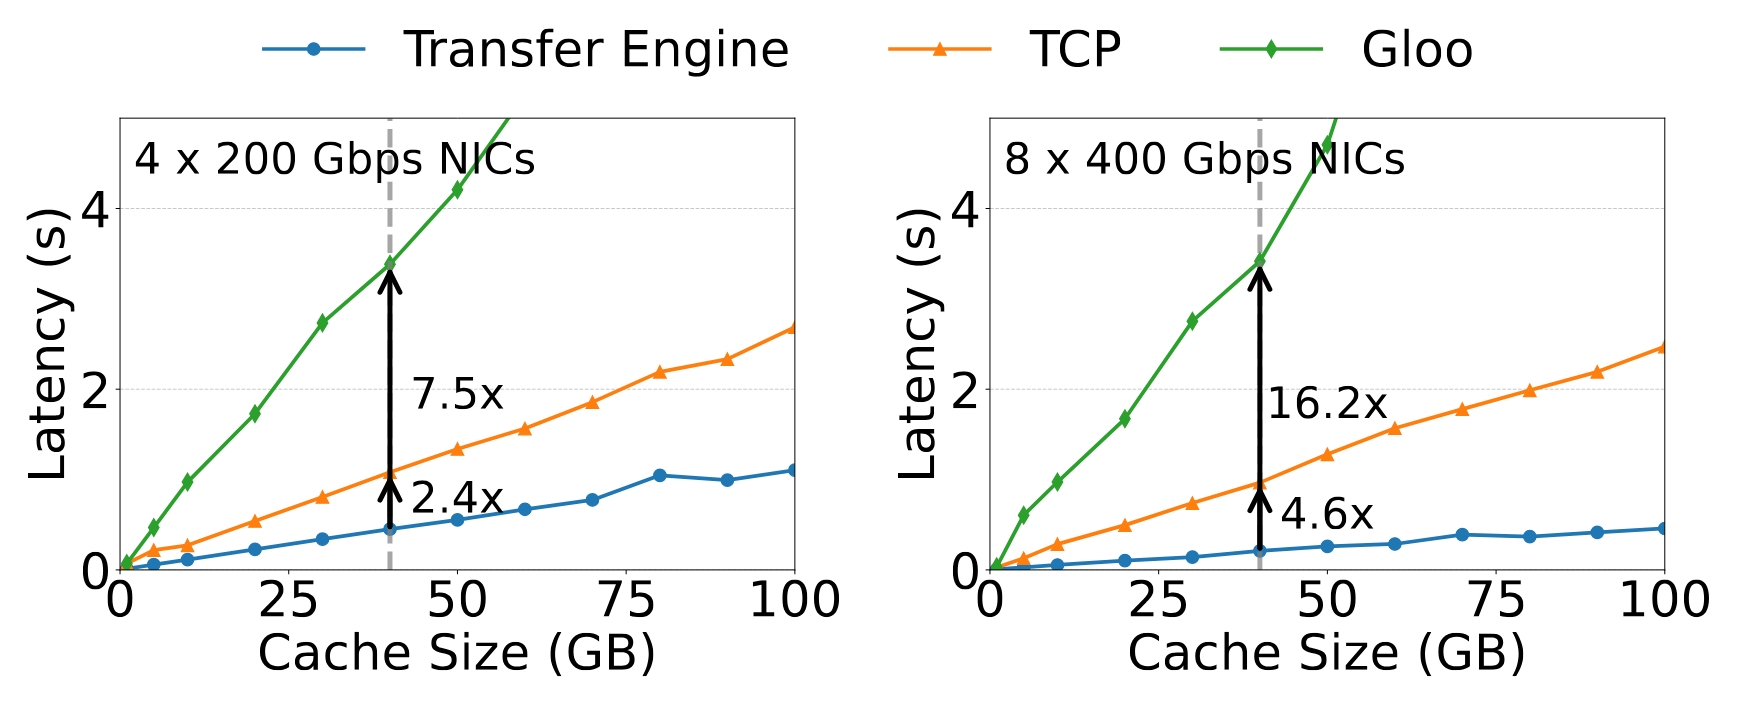 Transfer Engine TCP Gloo
4 x 200 Gbps NICs
Latency (s)
4
2
0
7.5x
2.4x
0 25 50 75 100
Cache Size (GB)
8 x 400 Gbps NICs
Latency (s)
4
2
0
16.2x
4.6x
0 25 50 75 100
Cache Size (GB)